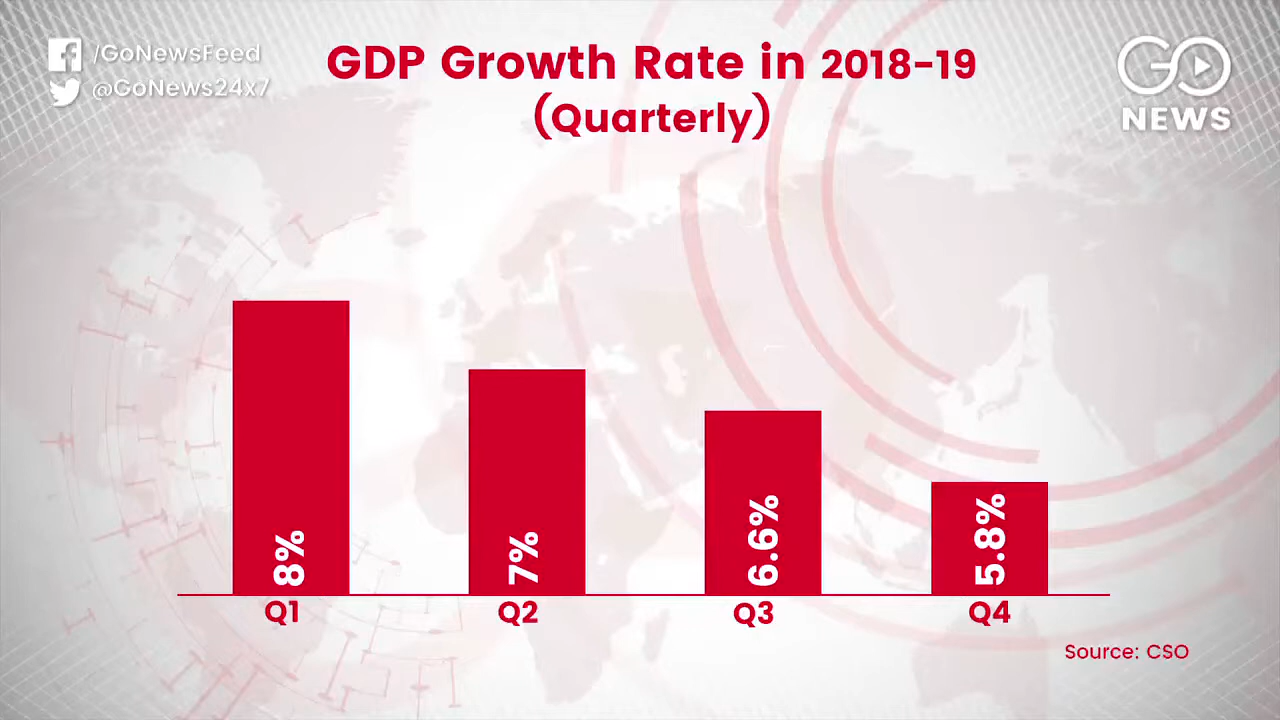 /GoNewsFeed
@GoNews24x7
GDP Growth Rate in 2018-19
(Quarterly)
GO
NEWS
8%
7%
6.6%
5.8%
Q1
Q2
Q3
Q4
Source: CSO